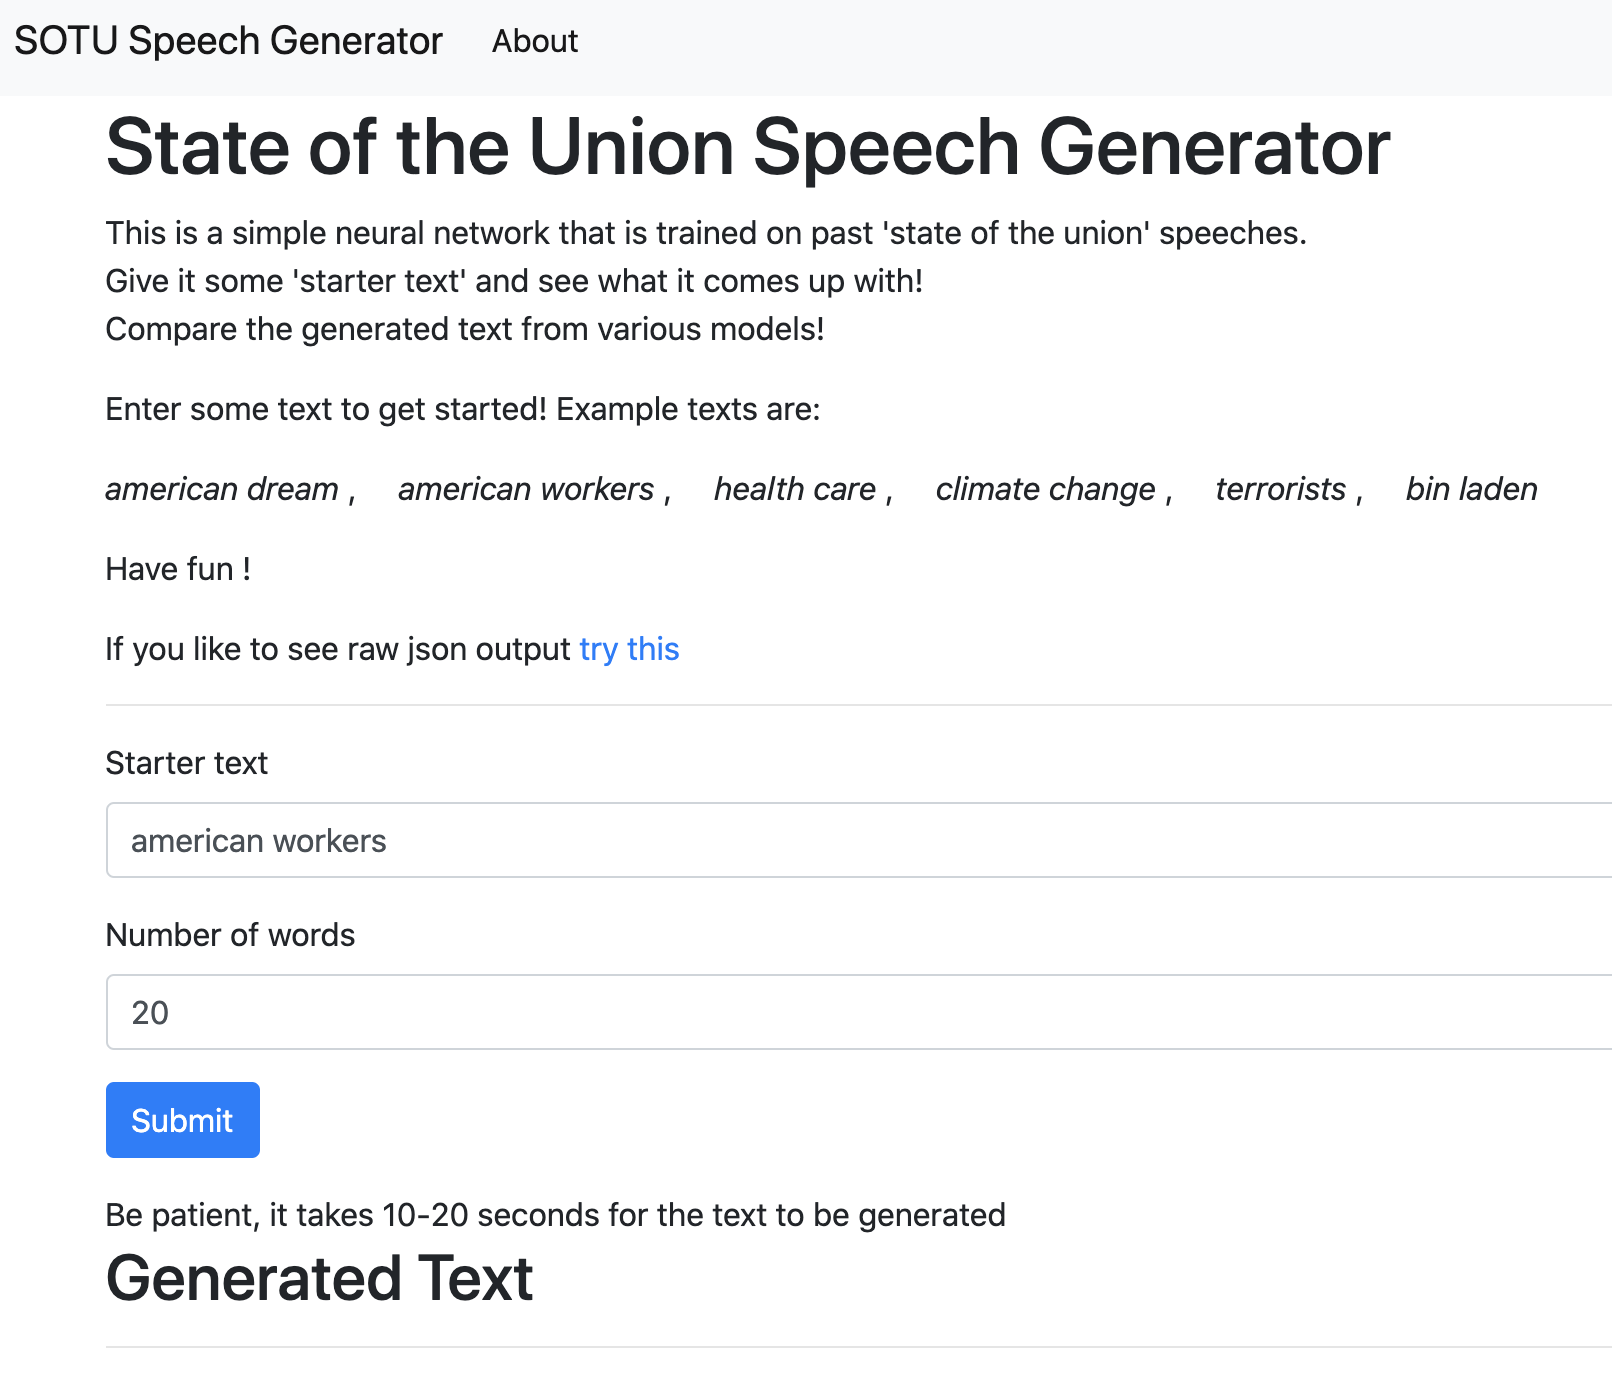 SOTU Speech Generator About
State of the Union Speech Generator
This is a simple neural network that is trained on past 'state of the union' speeches.
Give it some 'starter text' and see what it comes up with!
Compare the generated text from various models!
Enter some text to get started! Example texts are:
american dream , american workers , health care , climate change , terrorists , bin laden
Have fun !
If you like to see raw json output try this
Starter text
american workers
Number of words
20
Submit
Be patient, it takes 10-20 seconds for the text to be generated
Generated Text